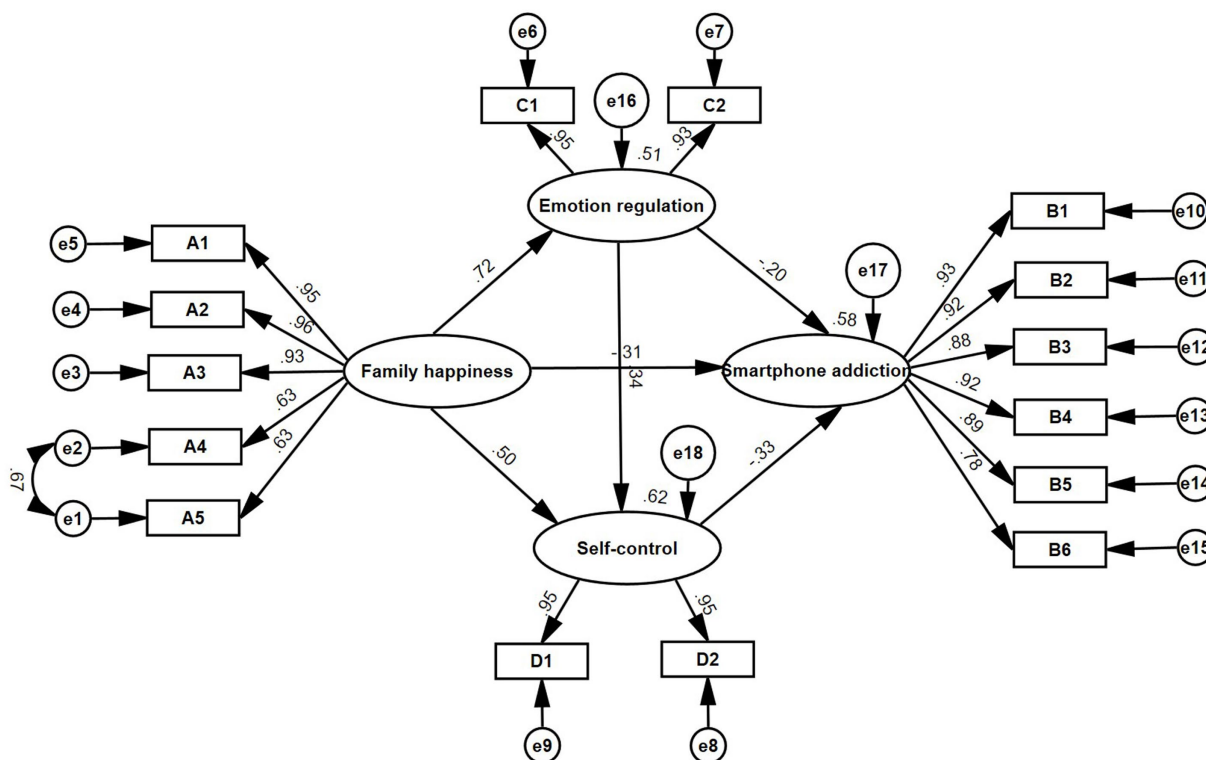 e6
e7
C1
e16
C2
.95
.51
.93
Emotion regulation
e5
A1
.95
e4
A2
.96
e3
A3
.93
e2
A4
.63
.67
e1
A5
.63
.72
-.20
e17
.58
Family happiness
-.31
.34
Smartphone addiction
.50
-.33
e18
.62
Self-control
.95
.95
D1
D2
e9
e8
.93
B1
e10
.92
B2
e11
.88
B3
e12
.92
B4
e13
.89
B5
e14
.78
B6
e15